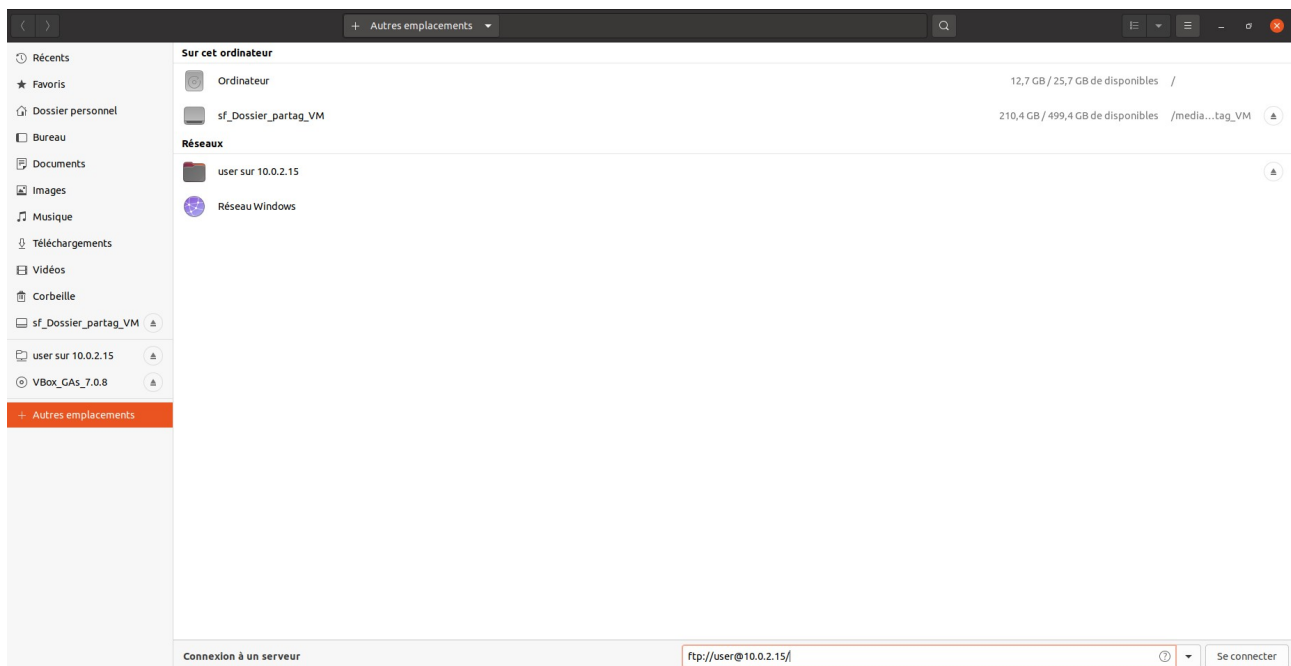 + Autres emplacements
Récents
Favoris
Dossier personnel
Bureau
Documents
Images
Musique
Téléchargements
Vidéos
Corbeille
sf_Dossier_partag_VM
user sur 10.0.2.15
VBox_GAs_7.0.8
+ Autres emplacements
Sur cet ordinateur
Ordinateur 12,7 GB / 25,7 GB de disponibles /
sf_Dossier_partag_VM 210,4 GB / 499,4 GB de disponibles /media…tag_VM
Réseaux
user sur 10.0.2.15
Réseau Windows
Connexion à un serveur ftp://user@10.0.2.15/ Se connecter